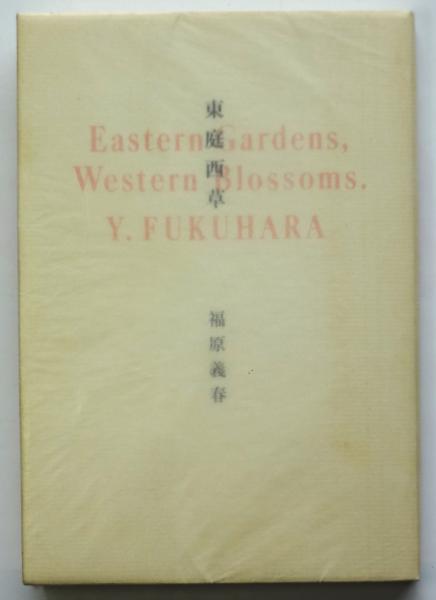 東庭西草
Eastern Gardens,
Western Blossoms.
Y. FUKUHARA
福原義春